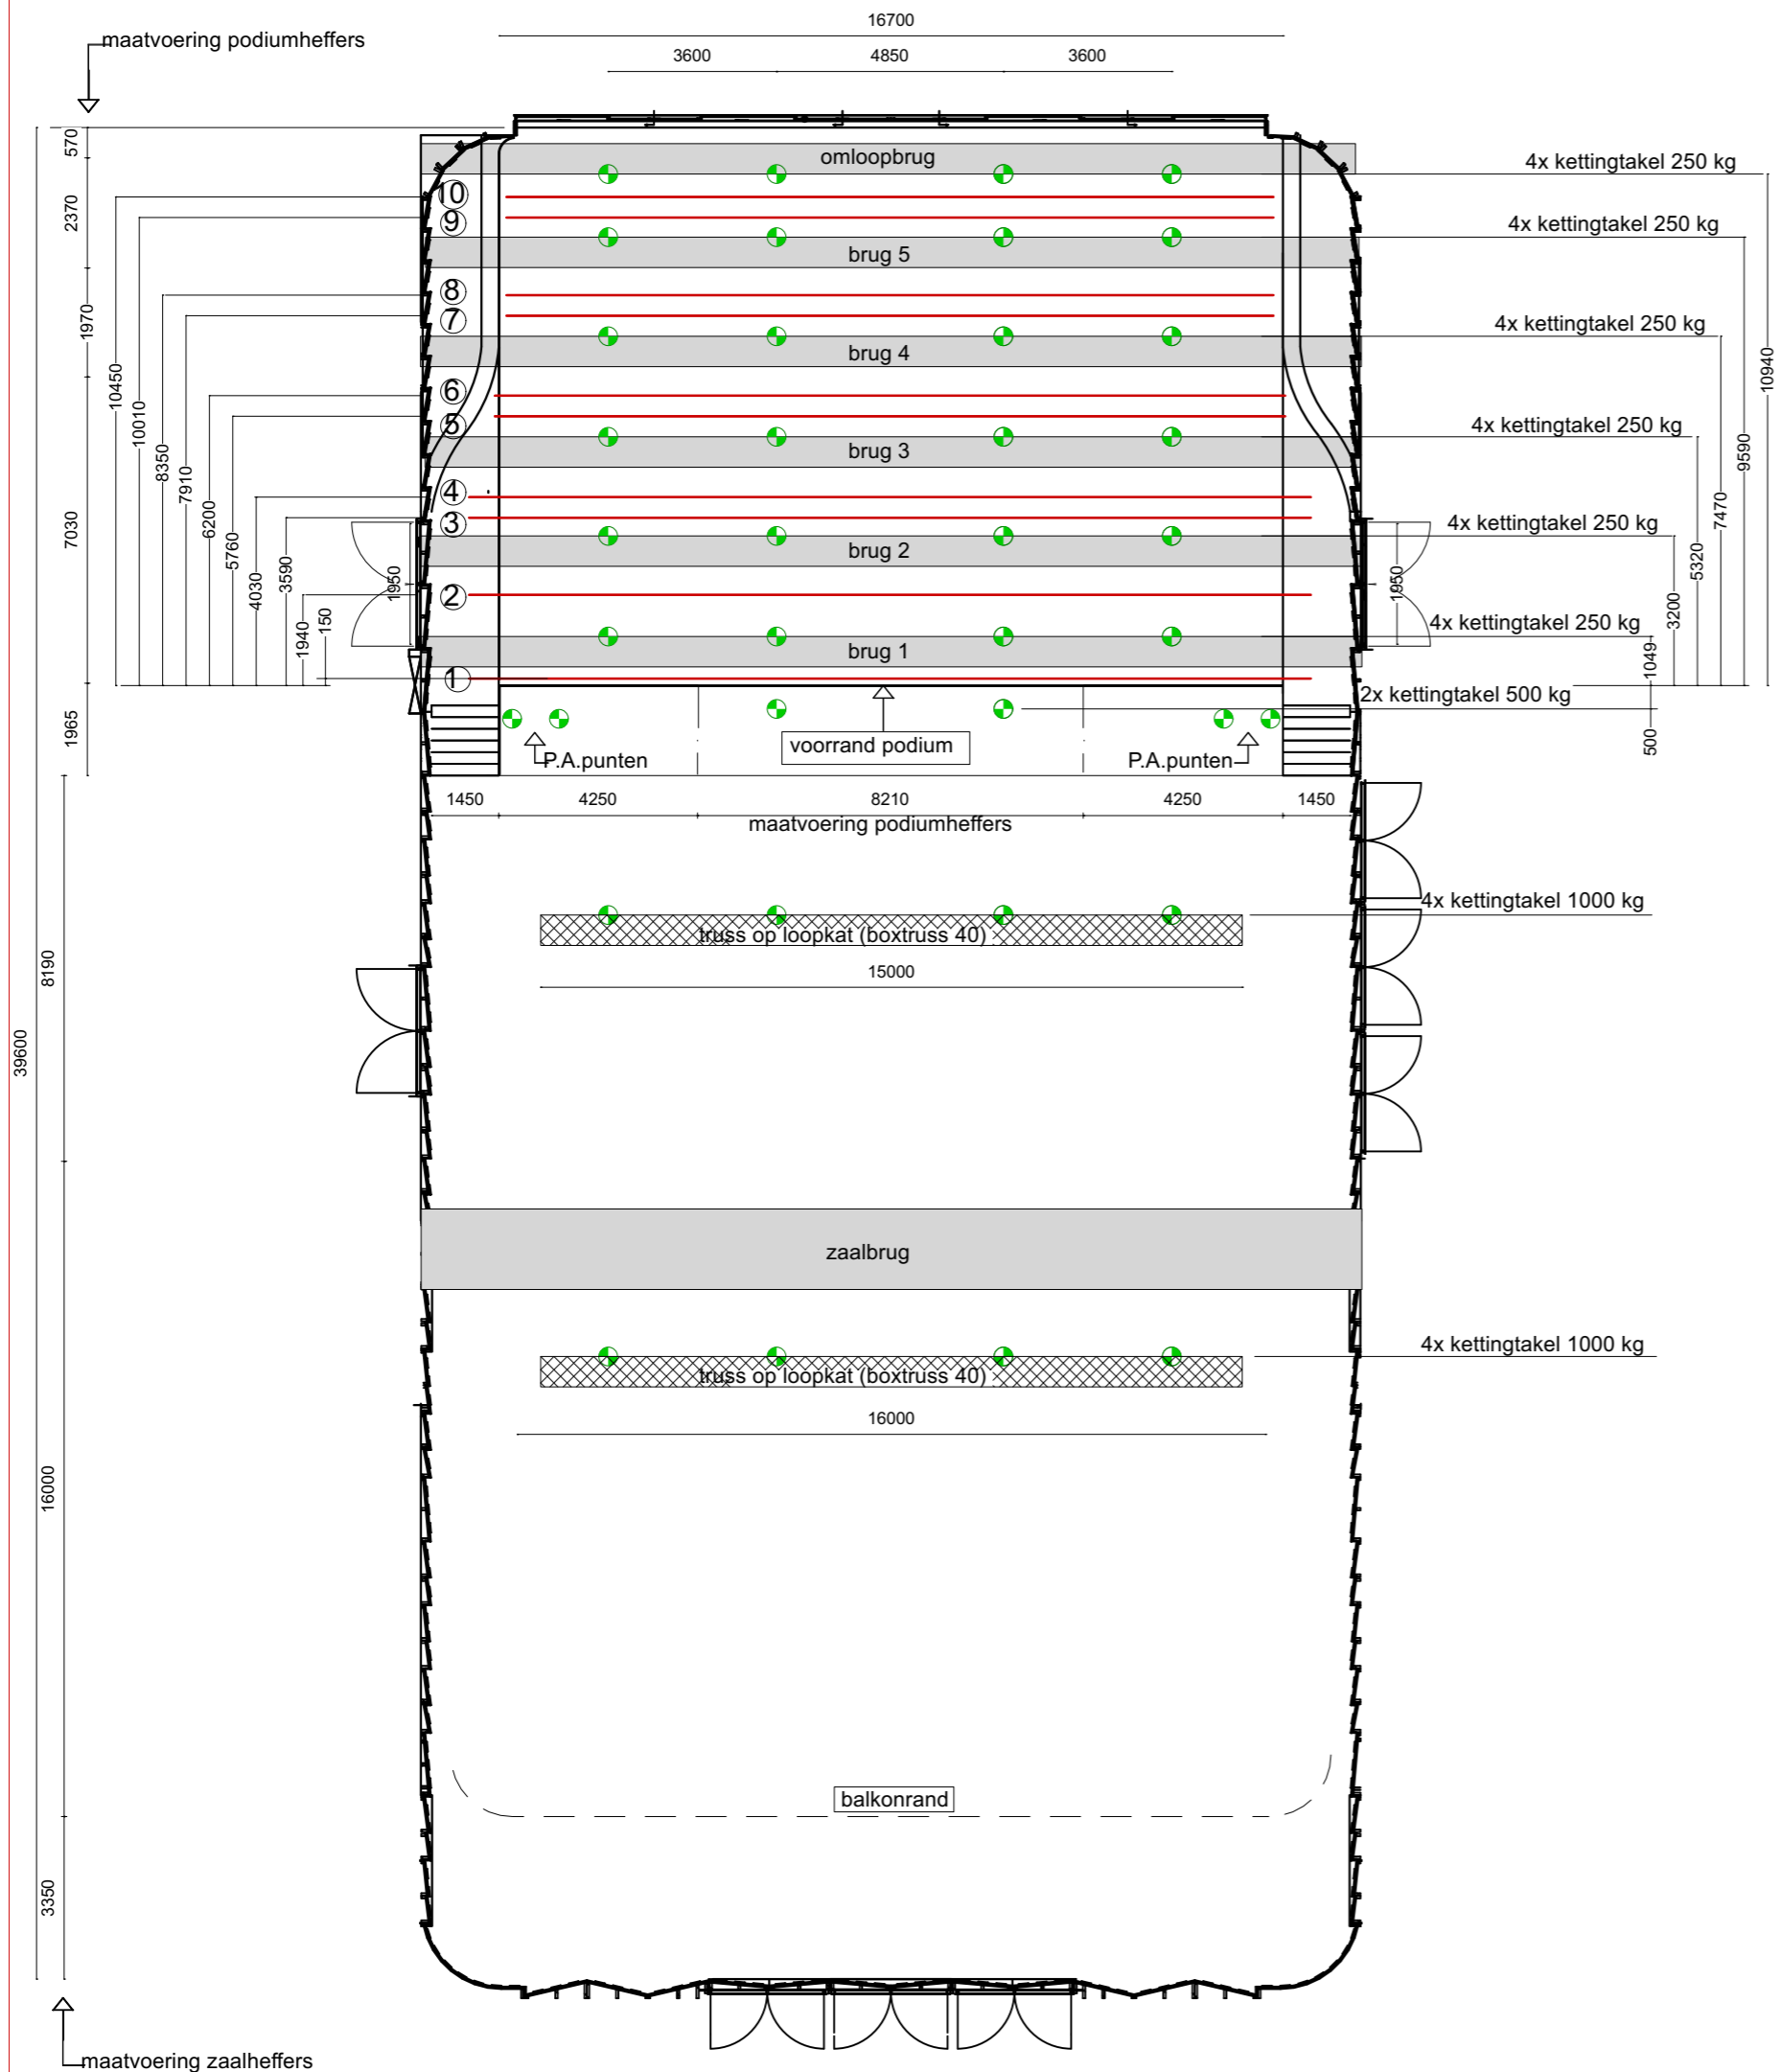 16700
maatvoering podiumheffers
3600 4850 3600
570
omloopbrug
4x kettingtakel 250 kg
10
2370
9
4x kettingtakel 250 kg
brug 5
8
1970
7
4x kettingtakel 250 kg
brug 4
10450
10010
8350
7910
6200
5760
4030
3590
1940
150
10940
9590
7470
5320
3200
1049
6
5
4x kettingtakel 250 kg
brug 3
4
7030
3
4x kettingtakel 250 kg
brug 2
1950
1950
2
4x kettingtakel 250 kg
brug 1
1
2x kettingtakel 500 kg
1965
voorrand podium
500
P.A.punten
P.A.punten
1450 4250 8210 4250 1450
maatvoering podiumheffers
4x kettingtakel 1000 kg
truss op loopkat (boxtruss 40)
8190
15000
39600
zaalbrug
4x kettingtakel 1000 kg
truss op loopkat (boxtruss 40)
16000
16000
balkonrand
3350
maatvoering zaalheffers